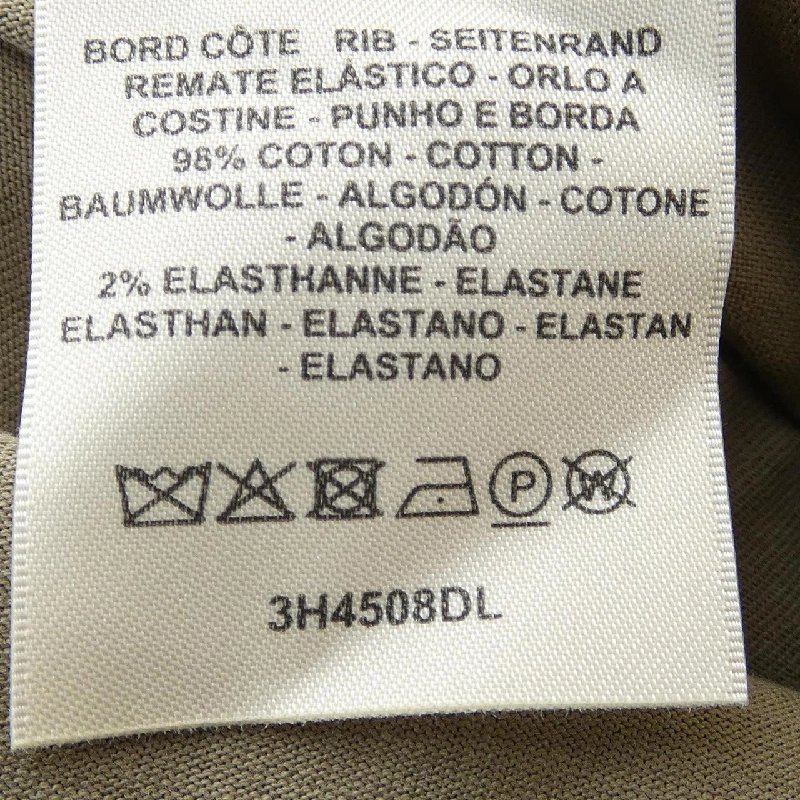 BORD CÔTE RIB - SEITENRAND
REMATE ELÁSTICO - ORLO A
COSTINE - PUNHO E BORDA
98% COTON - COTTON -
BAUMWOLLE - ALGODÓN - COTONE
- ALGODÃO
2% ELASTHANNE - ELASTANE
ELASTHAN - ELASTANO - ELASTAN
- ELASTANO
P W
3H4508DL